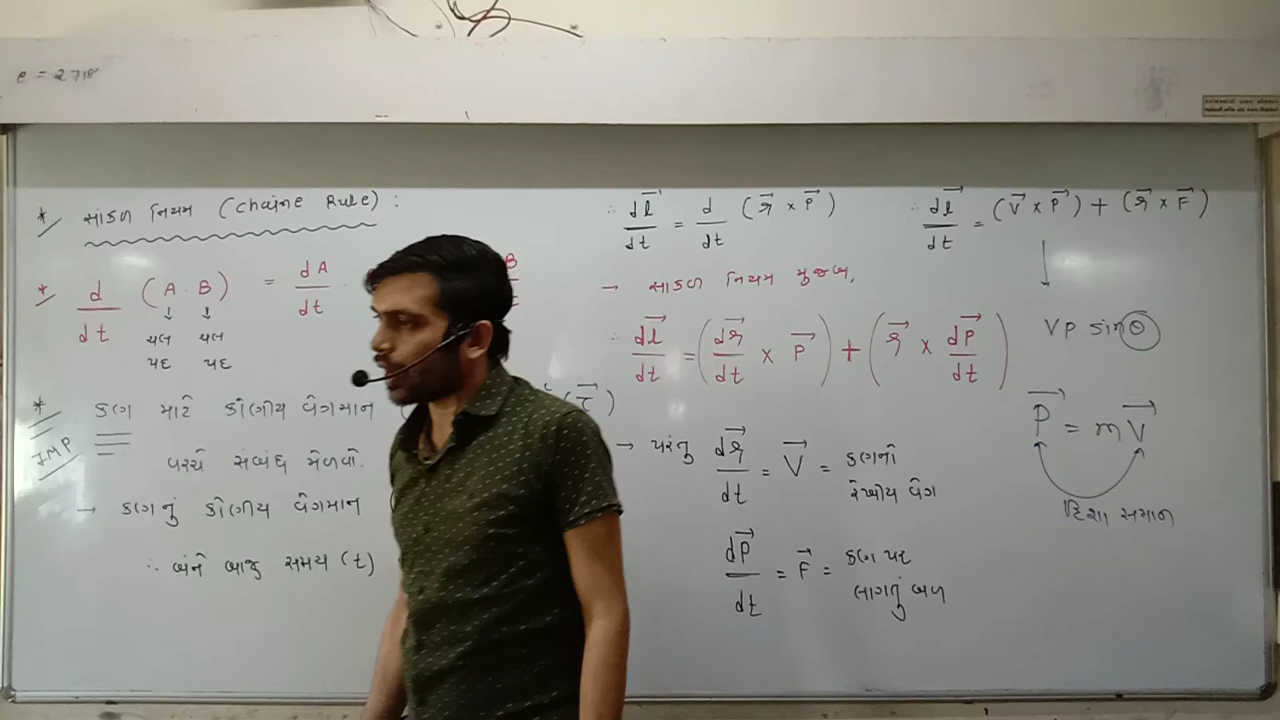 e = 2.718
* સાંકળ નિયમ (Chaine Rule) :
* d/dt (A . B) = dA/dt . B
↓ ↓
ચલ ચલ
પદ પદ
* IMP કણ માટે કોણીય વેગમાન ( (τ⃗)
વચ્ચે સંબંધ મેળવો.
→ કણનું કોણીય વેગમાન
∴ બંને બાજુ સમય (t)
∴ dl⃗/dt = d/dt (r⃗ × P⃗)
→ સાંકળ નિયમ મુજબ,
∴ dl⃗/dt = (dr⃗/dt × P⃗) + (r⃗ × dP⃗/dt)
→ પરંતુ dr⃗/dt = V⃗ = કણનો
રેખીય વેગ
dP⃗/dt = F⃗ = કણ પર
લાગતું બળ
∴ dl⃗/dt = (V⃗ × P⃗) + (r⃗ × F⃗)
↓
VP sinθ
P⃗ = mV⃗
દિશા સમાન